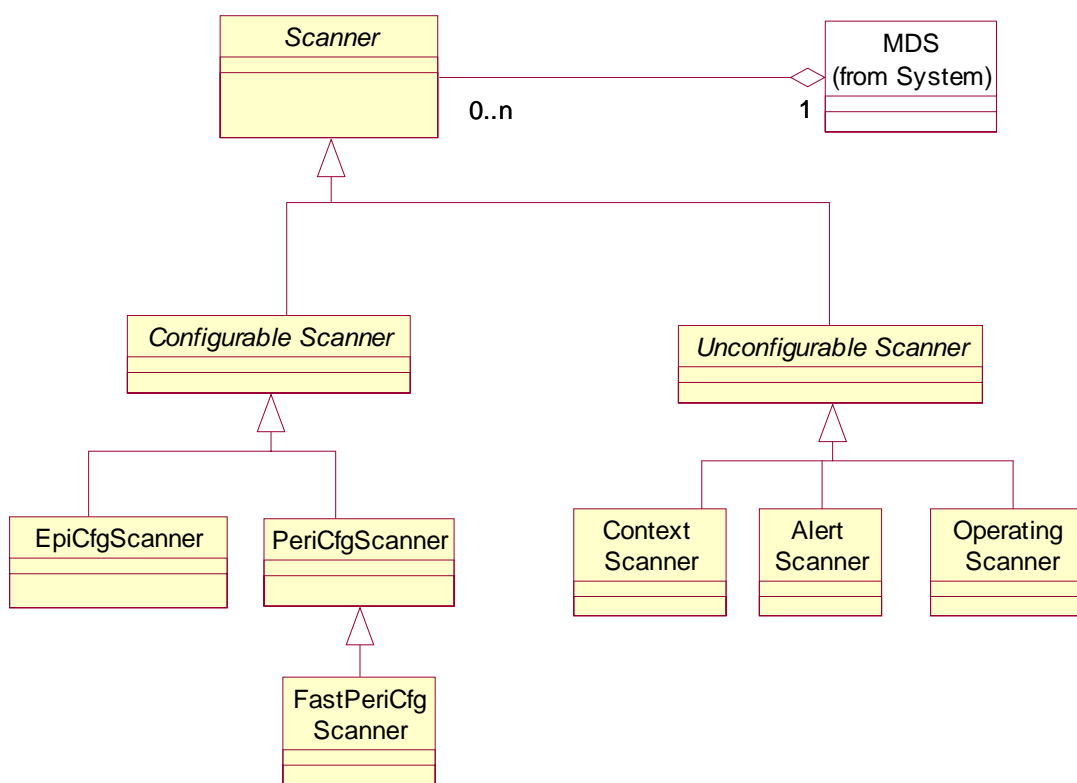 Scanner
MDS
(from System)
0..n
1
Configurable Scanner
Unconfigurable Scanner
EpiCfgScanner
PeriCfgScanner
Context
Scanner
Alert
Scanner
Operating
Scanner
FastPeriCfg
Scanner